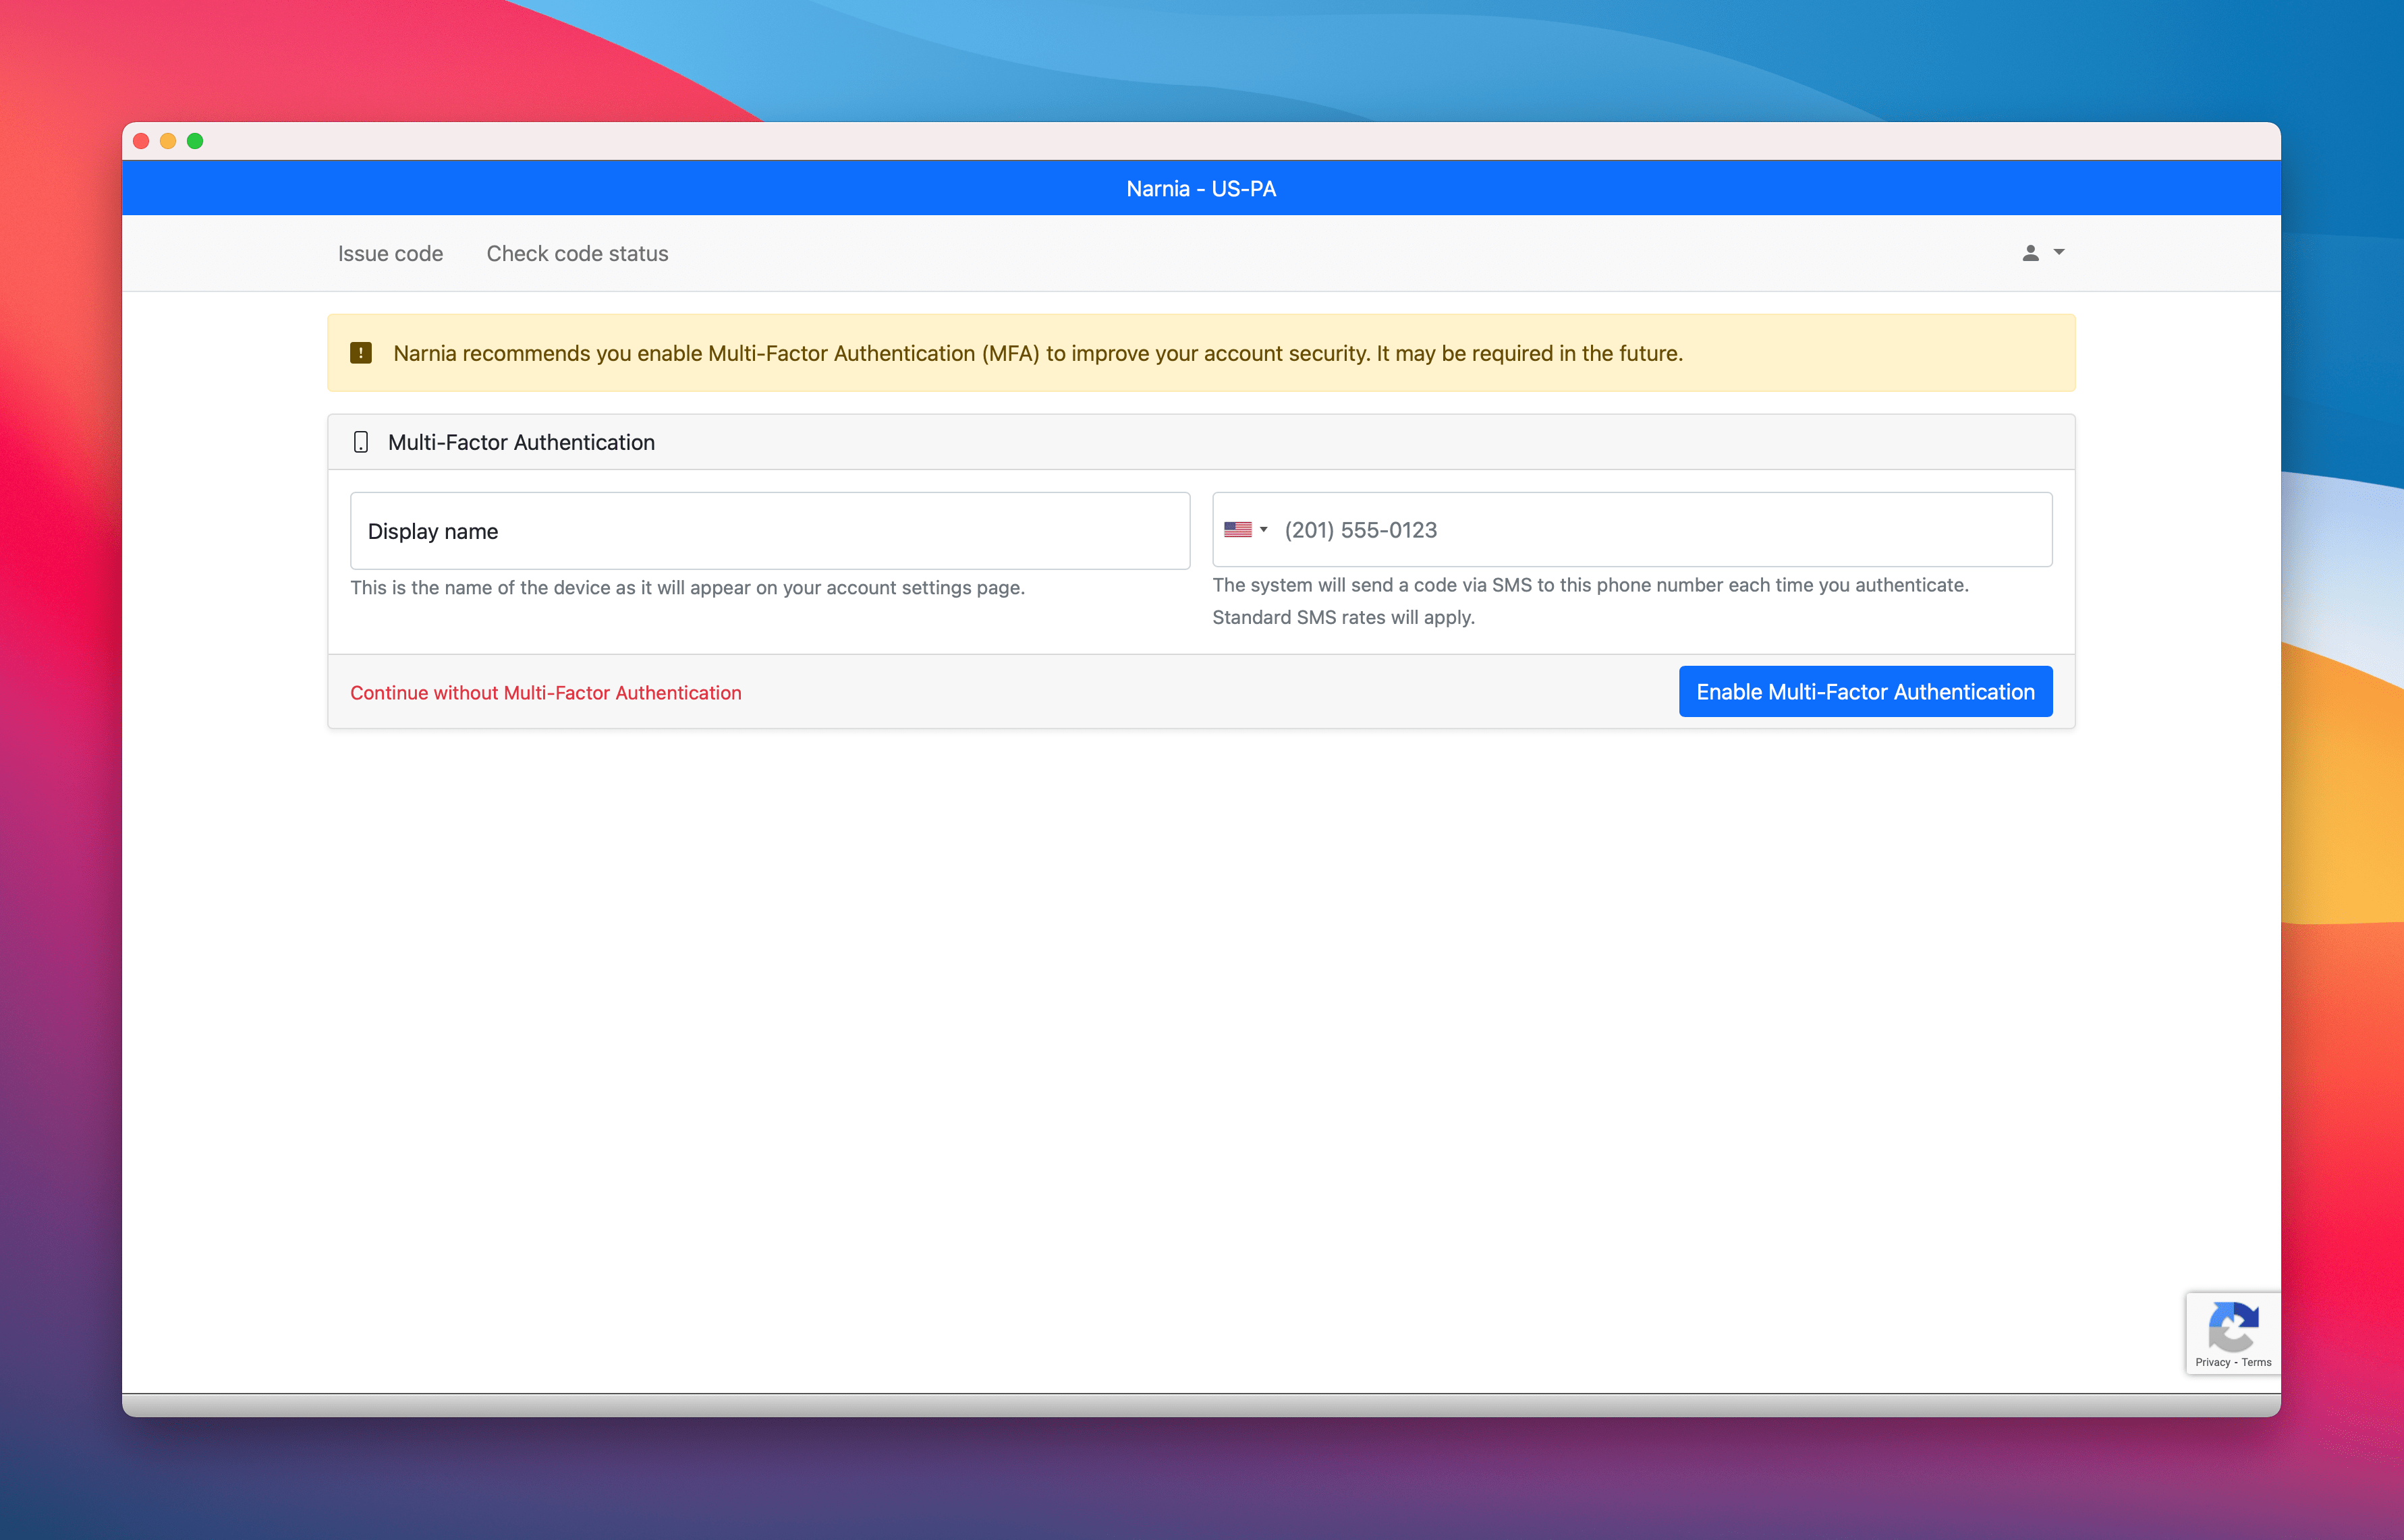 Narnia - US-PA
Issue code
Check code status
Narnia recommends you enable Multi-Factor Authentication (MFA) to improve your account security. It may be required in the future.
Multi-Factor Authentication
Display name
(201) 555-0123
This is the name of the device as it will appear on your account settings page.
The system will send a code via SMS to this phone number each time you authenticate.
Standard SMS rates will apply.
Continue without Multi-Factor Authentication
Enable Multi-Factor Authentication
Privacy - Terms